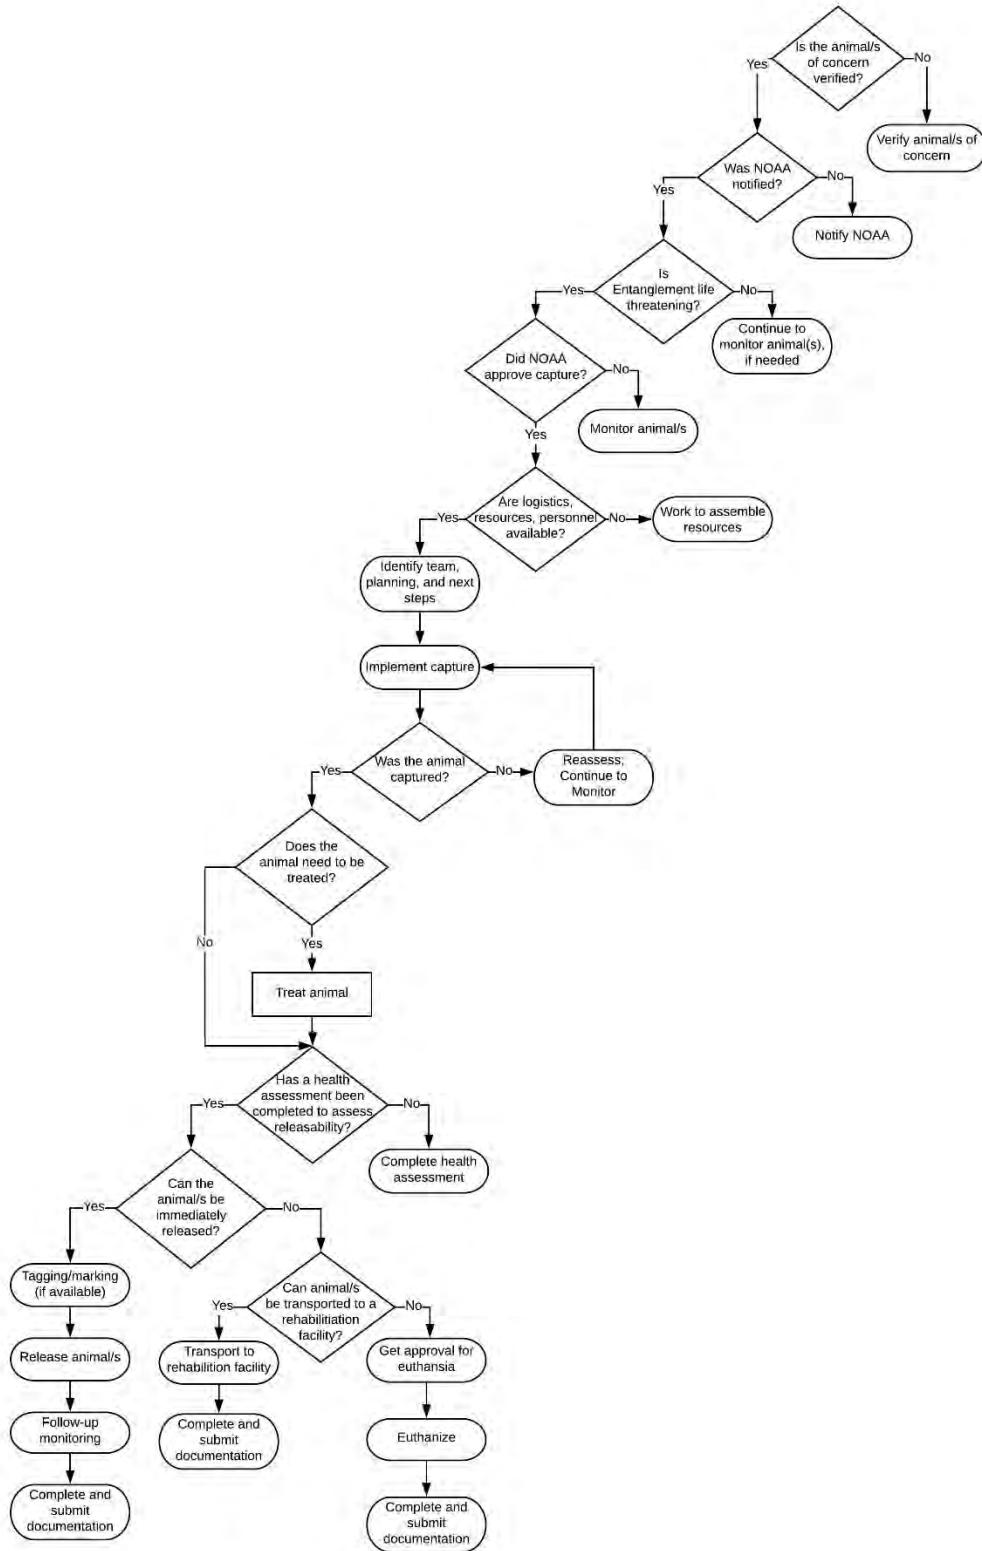 Is the animal/s
of concern
verified?
Yes
No
Verify animal/s of
concern
Was NOAA
notified?
Yes
No
Notify NOAA
Is
Entanglement life
threatening?
Yes
No
Continue to
monitor animal(s),
if needed
Did NOAA
approve capture?
No
Monitor animal/s
Yes
Are logistics,
resources, personnel
available?
Yes
No
Work to assemble
resources
Identify team,
planning, and next
steps
Implement capture
Was the animal
captured?
Yes
No
Reassess;
Continue to
Monitor
Does the
animal need to be
treated?
No
Yes
Treat animal
Has a health
assessment been
completed to assess
releasability?
Yes
No
Complete health
assessment
Can the
animal/s be
immediately
released?
Yes
No
Tagging/marking
(if available)
Release animal/s
Follow-up
monitoring
Complete and
submit
documentation
Can animal/s
be transported to a
rehabilitiation
facility?
Yes
No
Transport to
rehabilition facility
Complete and
submit
documentation
Get approval for
euthansia
Euthanize
Complete and
submit
documentation